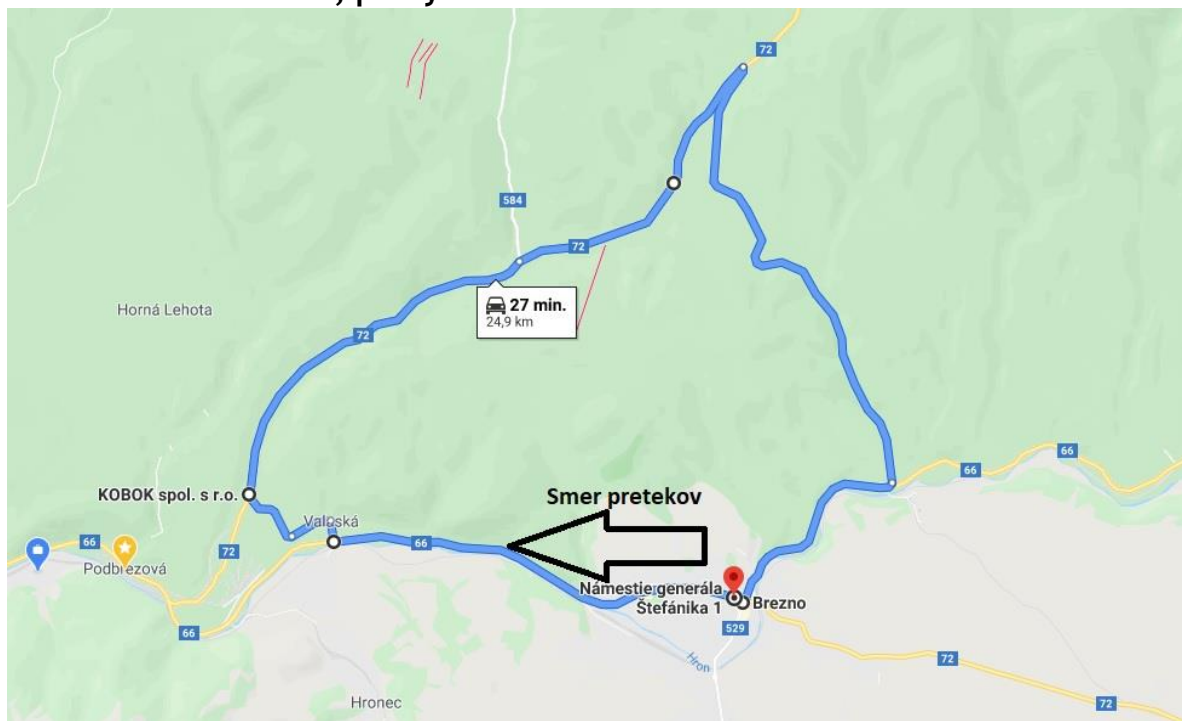 72
584
72
27 min.
24,9 km
Horná Lehota
72
66
66
KOBOK spol. s r.o.
Smer pretekov
Valaská
66
66
72
Podbrezová
Námestie generála
Štefánika 1
Brezno
529
66
Hron
72
Hronec
72